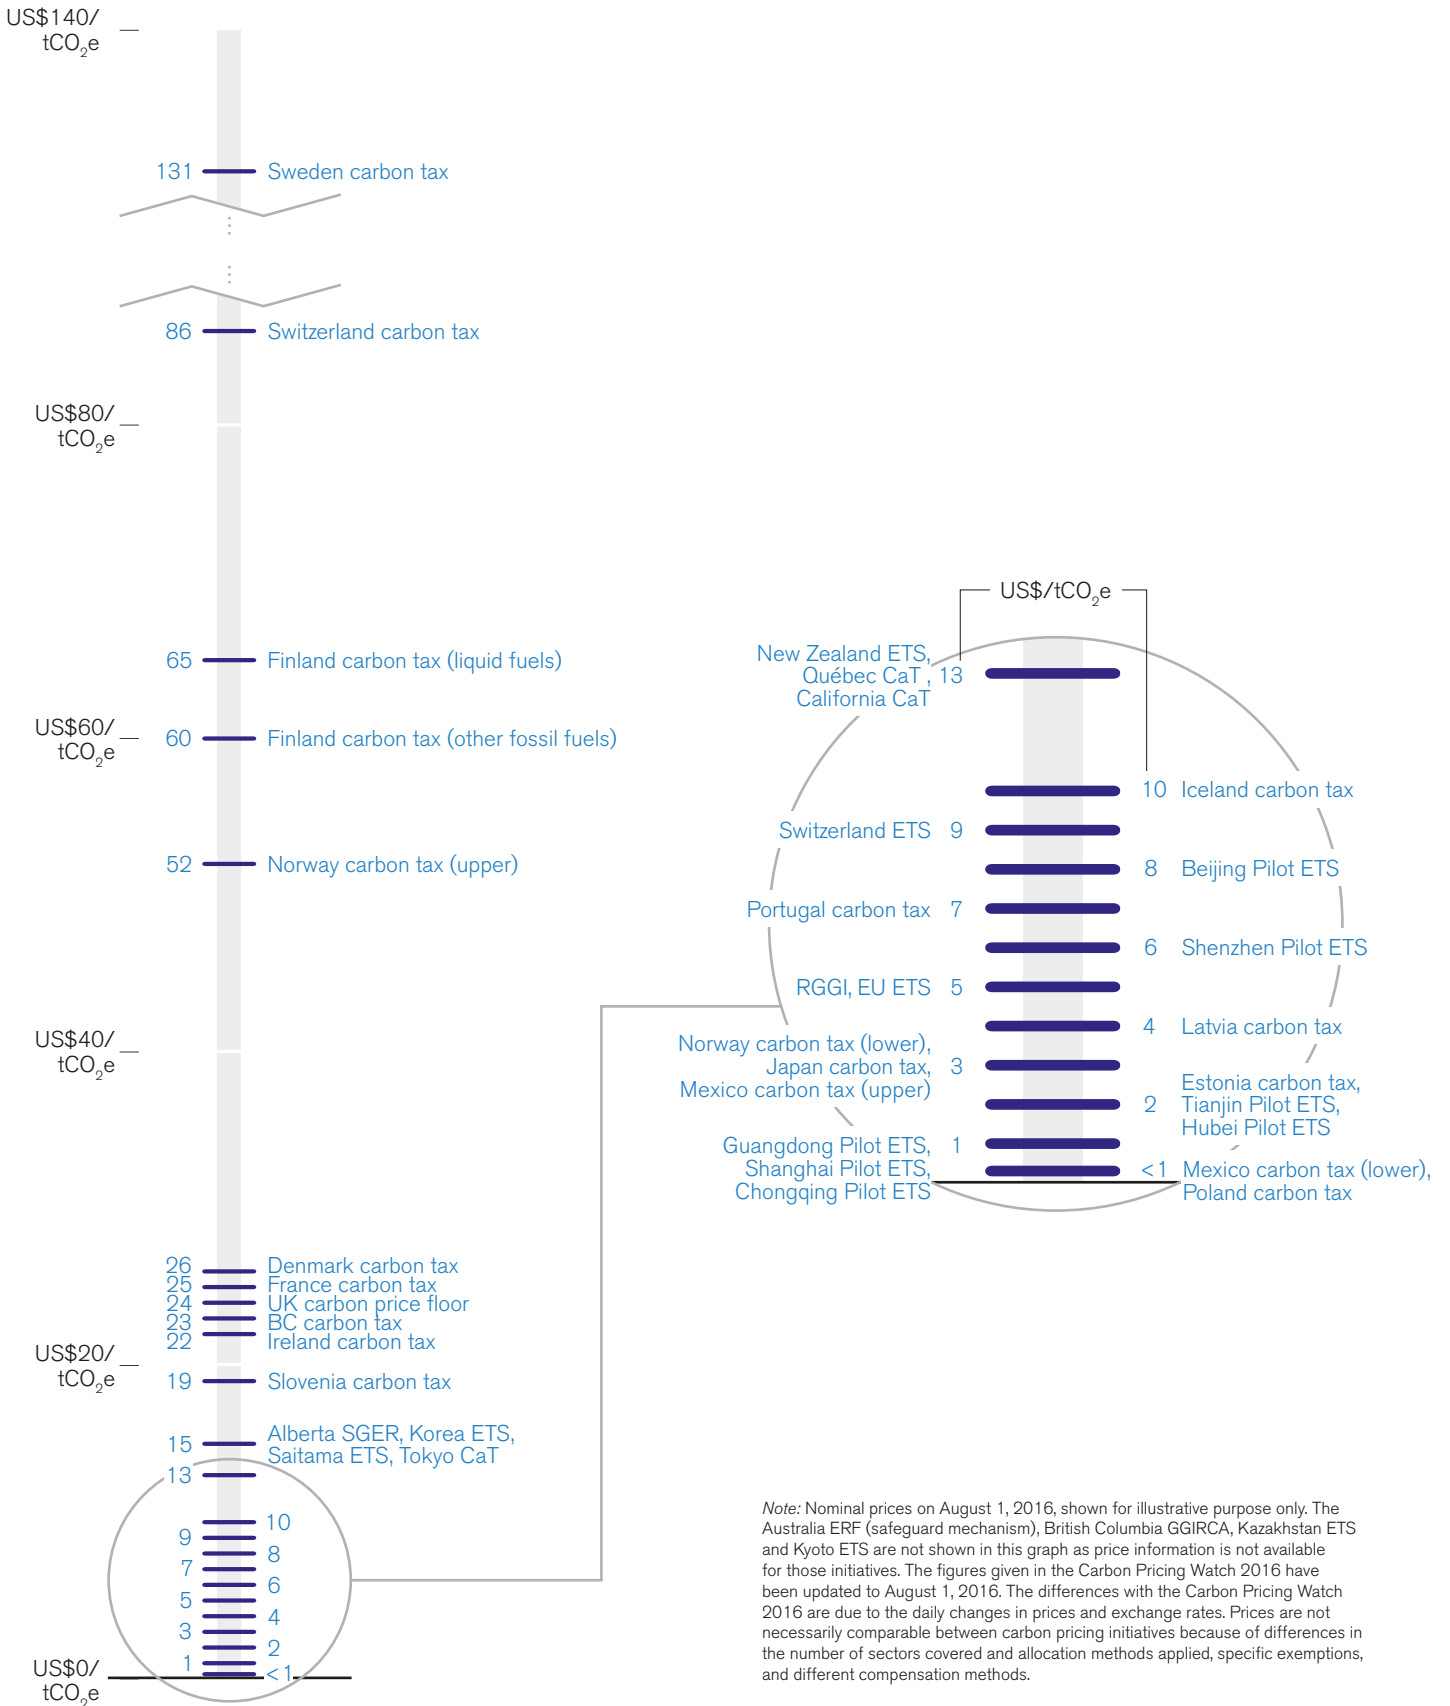 US$140/
tCO₂e
131 Sweden carbon tax
86 Switzerland carbon tax
US$80/
tCO₂e
65 Finland carbon tax (liquid fuels)
US$60/
tCO₂e
60 Finland carbon tax (other fossil fuels)
52 Norway carbon tax (upper)
US$40/
tCO₂e
26 Denmark carbon tax
25 France carbon tax
24 UK carbon price floor
23 BC carbon tax
22 Ireland carbon tax
US$20/
tCO₂e
19 Slovenia carbon tax
15 Alberta SGER, Korea ETS,
Saitama ETS, Tokyo CaT
13
10
9
8
7
6
5
4
3
2
1
<1
US$0/
tCO₂e
US$/tCO₂e
New Zealand ETS,
Québec CaT , 13
California CaT
10 Iceland carbon tax
Switzerland ETS 9
8 Beijing Pilot ETS
Portugal carbon tax 7
6 Shenzhen Pilot ETS
RGGI, EU ETS 5
4 Latvia carbon tax
Norway carbon tax (lower),
Japan carbon tax, 3
Mexico carbon tax (upper)
Estonia carbon tax,
2 Tianjin Pilot ETS,
Hubei Pilot ETS
Guangdong Pilot ETS, 1
Shanghai Pilot ETS,
Chongqing Pilot ETS
<1 Mexico carbon tax (lower),
Poland carbon tax
Note: Nominal prices on August 1, 2016, shown for illustrative purpose only. The
Australia ERF (safeguard mechanism), British Columbia GGIRCA, Kazakhstan ETS
and Kyoto ETS are not shown in this graph as price information is not available
for those initiatives. The figures given in the Carbon Pricing Watch 2016 have
been updated to August 1, 2016. The differences with the Carbon Pricing Watch
2016 are due to the daily changes in prices and exchange rates. Prices are not
necessarily comparable between carbon pricing initiatives because of differences in
the number of sectors covered and allocation methods applied, specific exemptions,
and different compensation methods.